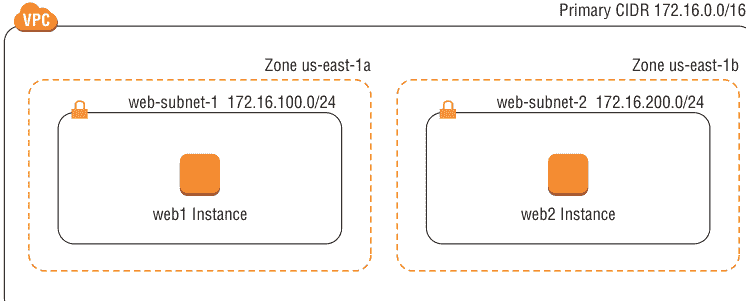 VPC
Primary CIDR 172.16.0.0/16
Zone us-east-1a
Zone us-east-1b
web-subnet-1 172.16.100.0/24
web-subnet-2 172.16.200.0/24
web1 Instance
web2 Instance